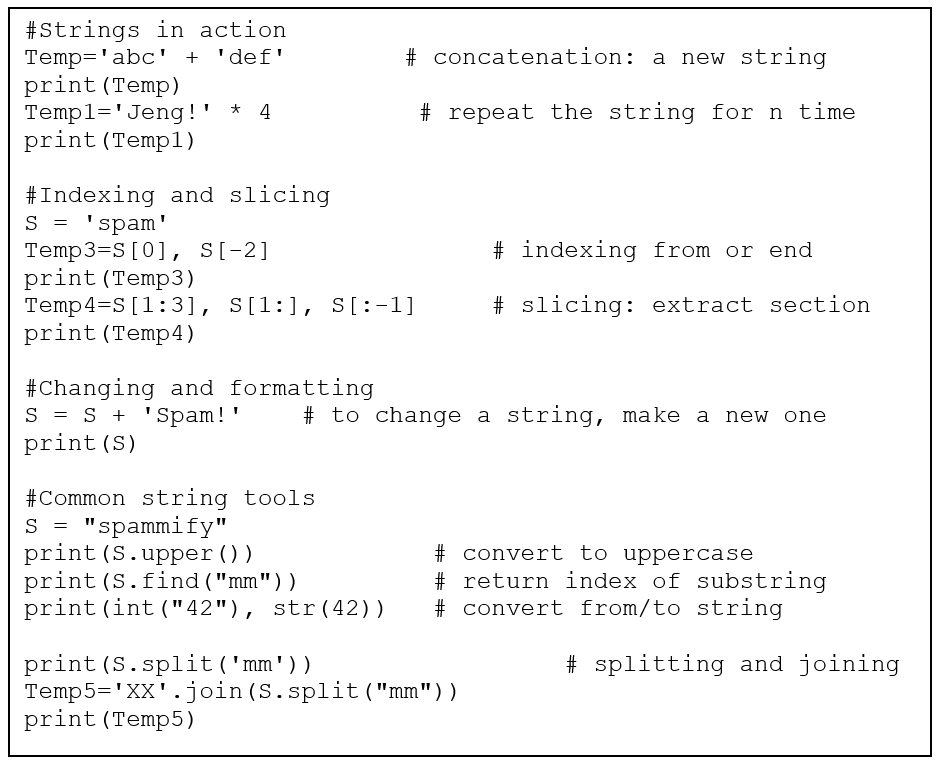 #Strings in action
Temp='abc' + 'def' # concatenation: a new string
print(Temp)
Temp1='Jeng!' * 4 # repeat the string for n time
print(Temp1)
#Indexing and slicing
S = 'spam'
Temp3=S[0], S[-2] # indexing from or end
print(Temp3)
Temp4=S[1:3], S[1:], S[:-1] # slicing: extract section
print(Temp4)
#Changing and formatting
S = S + 'Spam!' # to change a string, make a new one
print(S)
#Common string tools
S = "spammify"
print(S.upper()) # convert to uppercase
print(S.find("mm")) # return index of substring
print(int("42"), str(42)) # convert from/to string
print(S.split('mm')) # splitting and joining
Temp5='XX'.join(S.split("mm"))
print(Temp5)